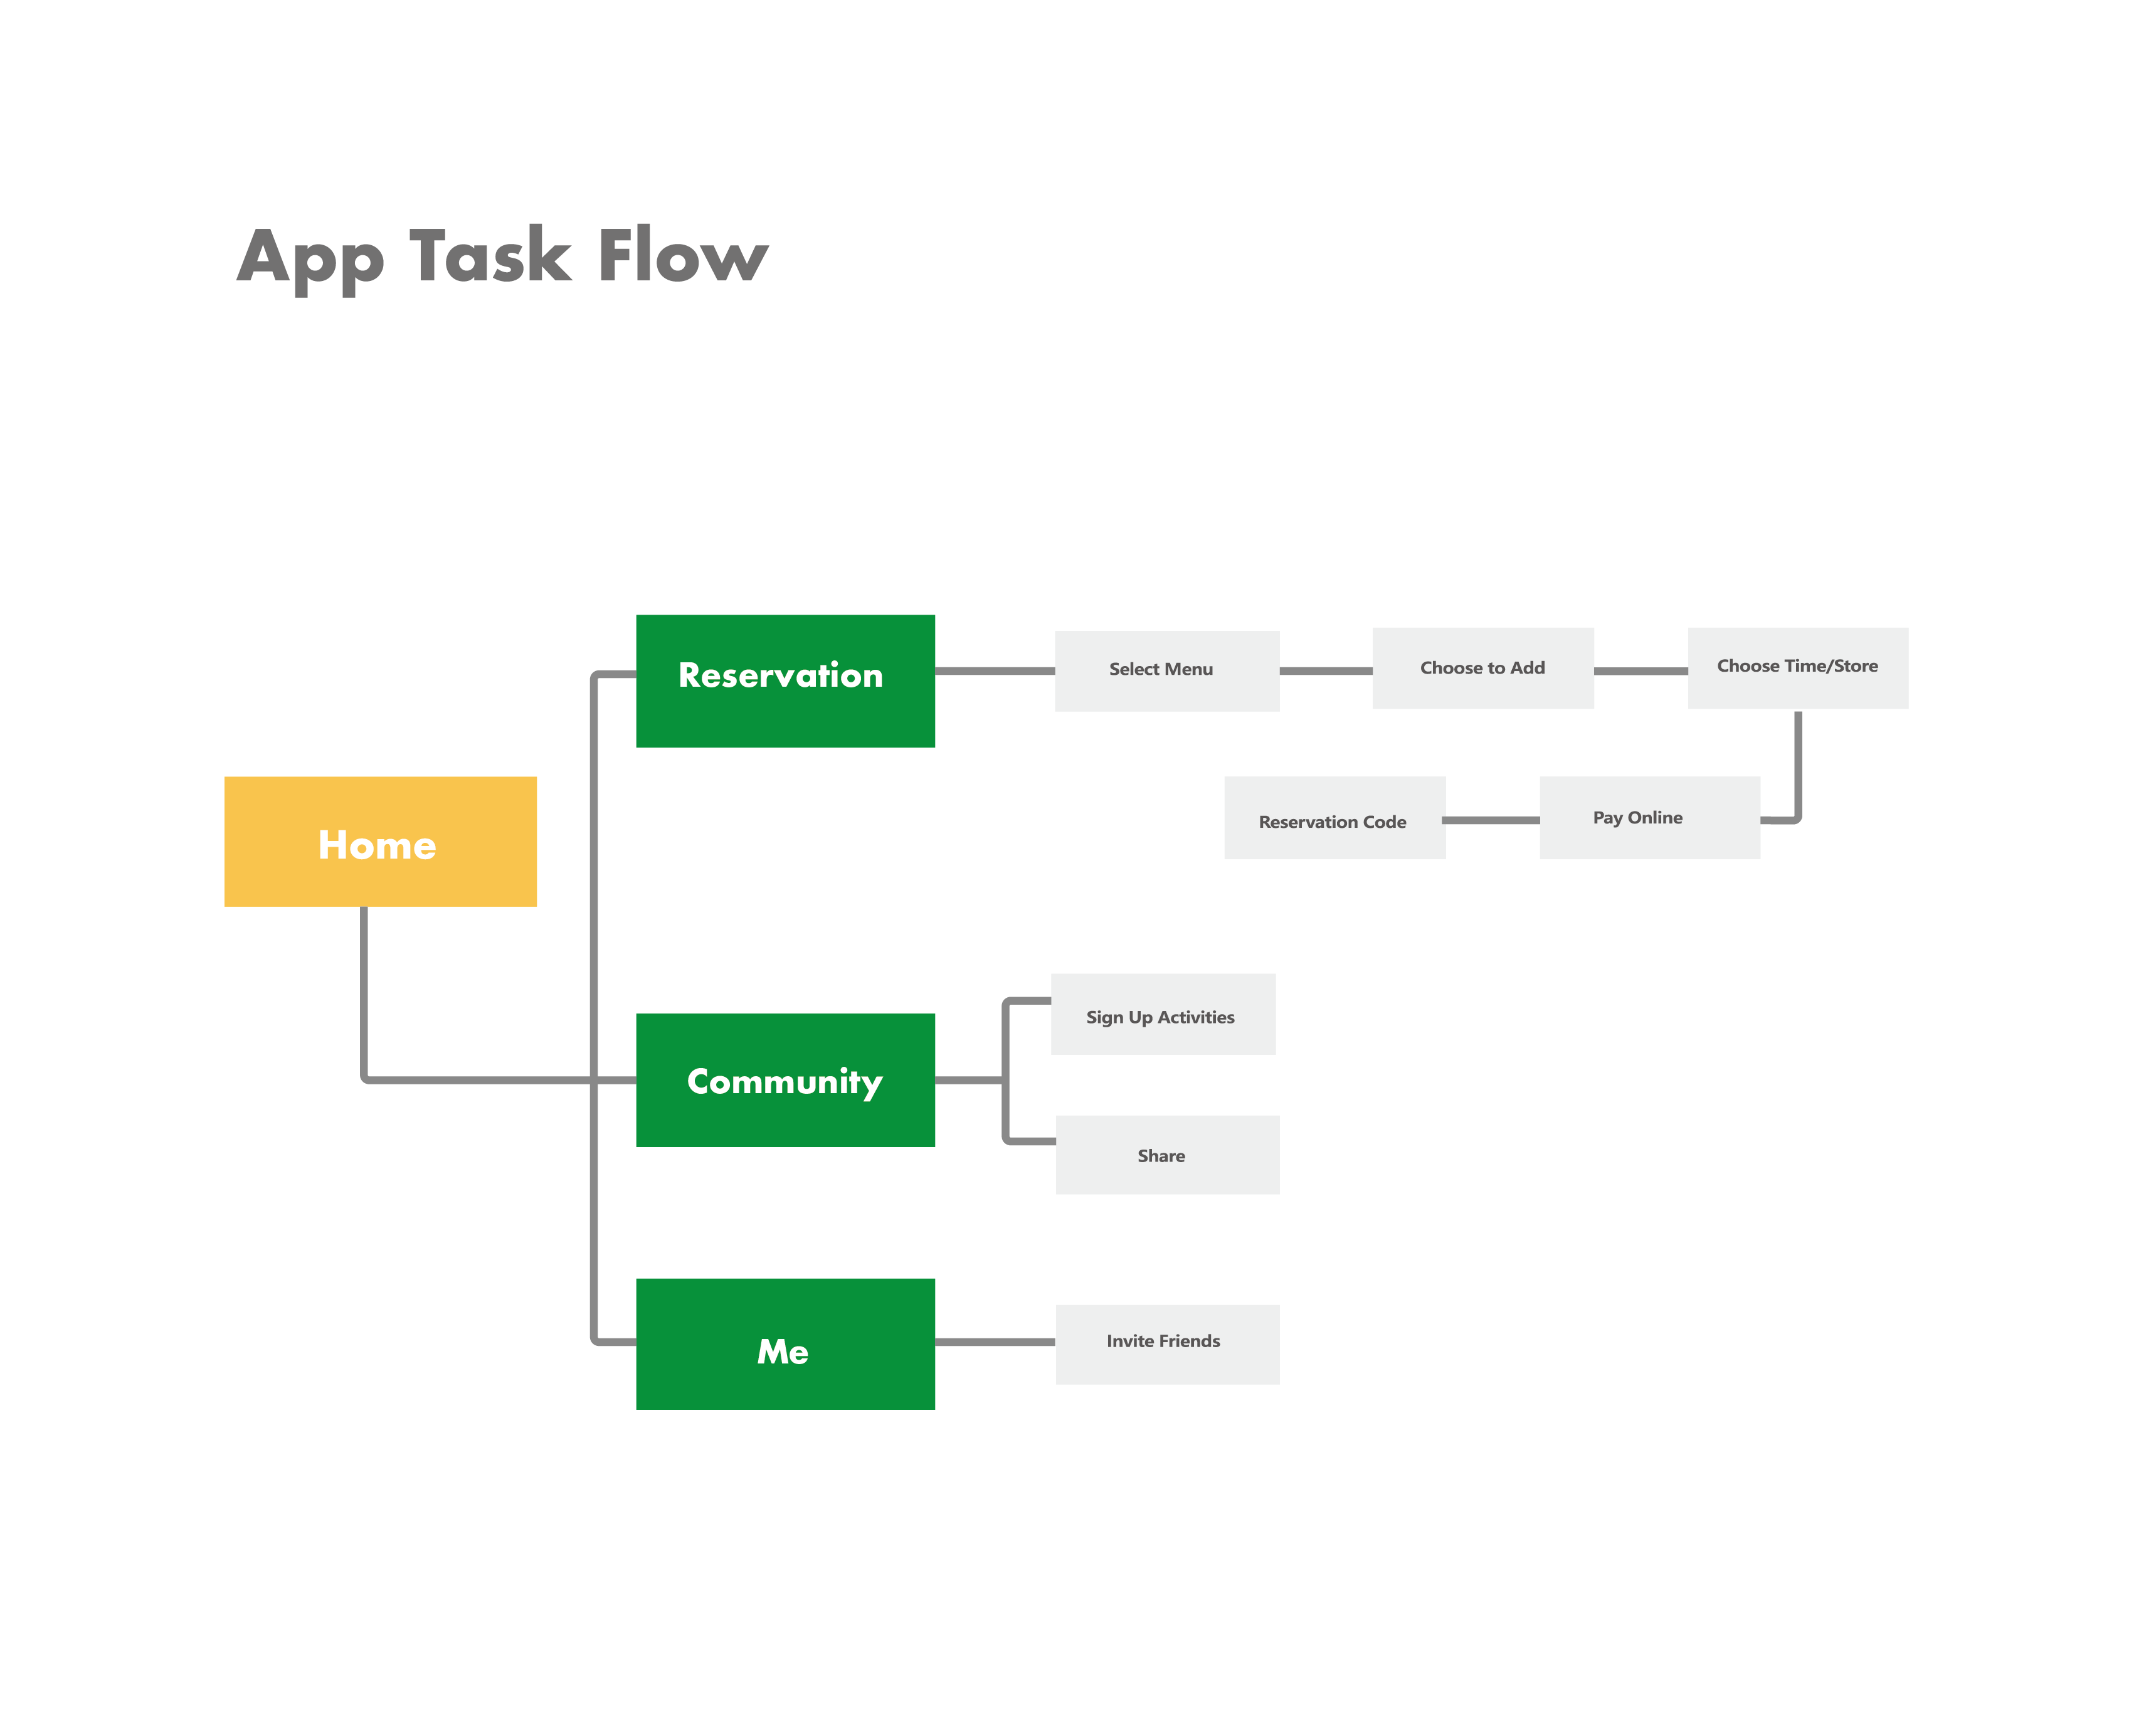 App Task Flow
Reservation
Select Menu
Choose to Add
Choose Time/Store
Home
Reservation Code
Pay Online
Sign Up Activities
Community
Share
Me
Invite Friends